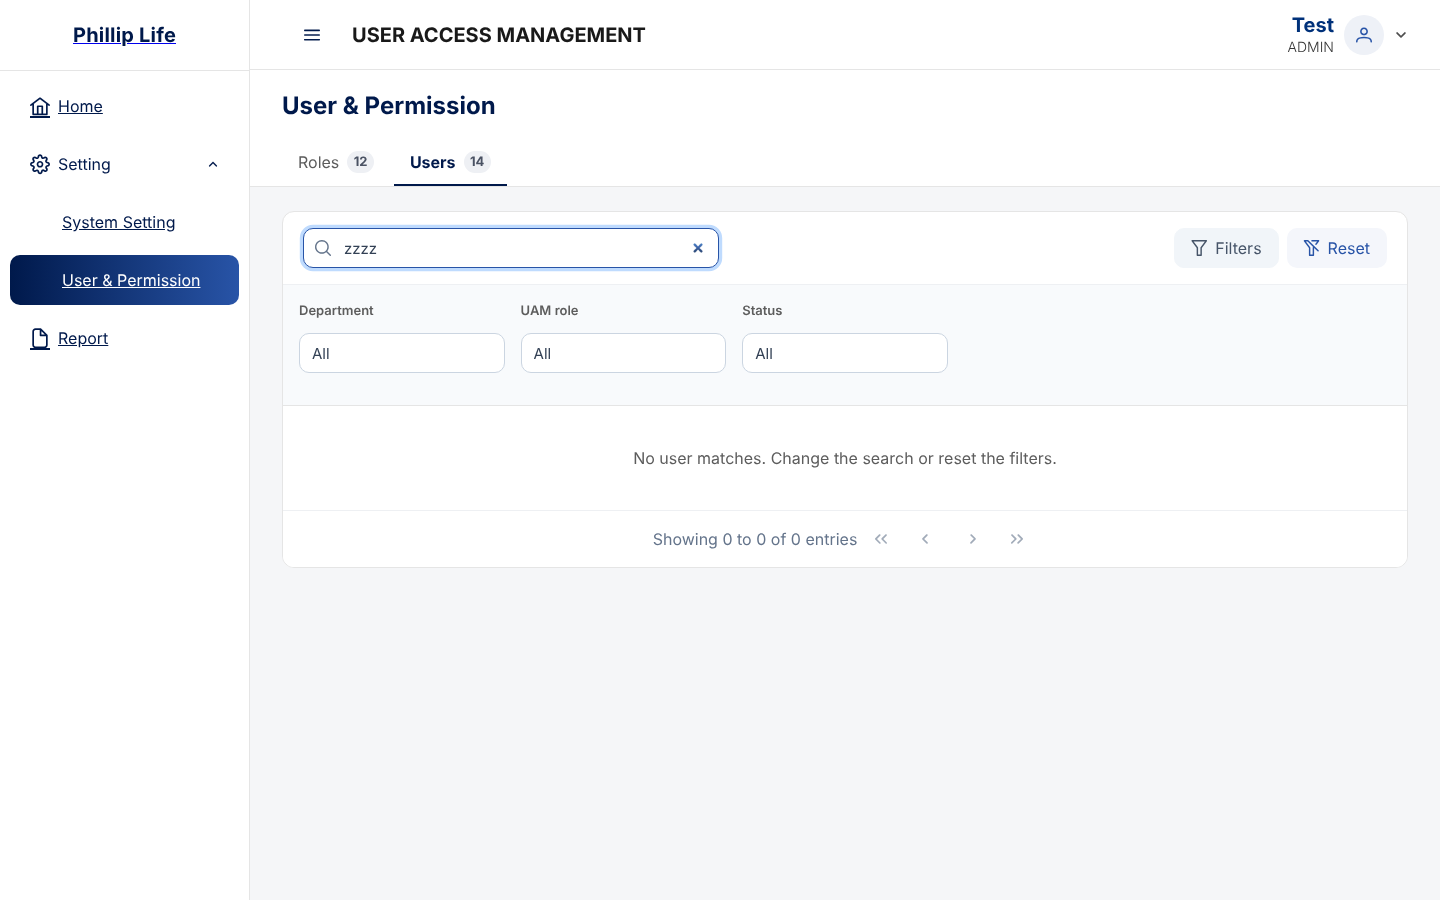 Phillip Life
USER ACCESS MANAGEMENT
Test
ADMIN
Home
Setting
System Setting
User & Permission
Report
User & Permission
Roles 12
Users 14
zzzz
Filters
Reset
Department
UAM role
Status
All
All
All
No user matches. Change the search or reset the filters.
Showing 0 to 0 of 0 entries